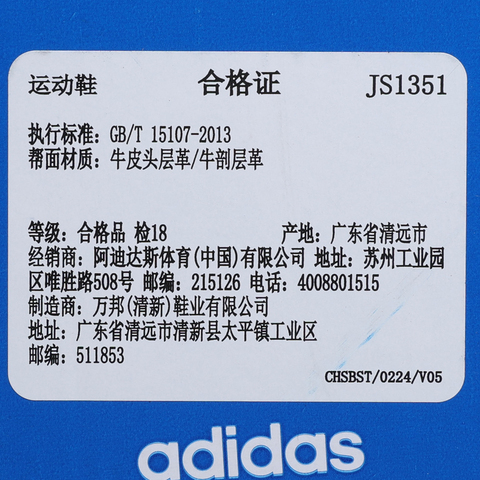 运动鞋 合格证 JS1351
执行标准: GB/T 15107-2013
帮面材质: 牛皮头层革/牛剖层革
等级: 合格品 检18 产地: 广东省清远市
经销商: 阿迪达斯体育(中国)有限公司 地址: 苏州工业园
区唯胜路508号 邮编: 215126 电话: 4008801515
制造商: 万邦(清新)鞋业有限公司
地址: 广东省清远市清新县太平镇工业区
邮编: 511853
CHSBST/0224/V05
adidas